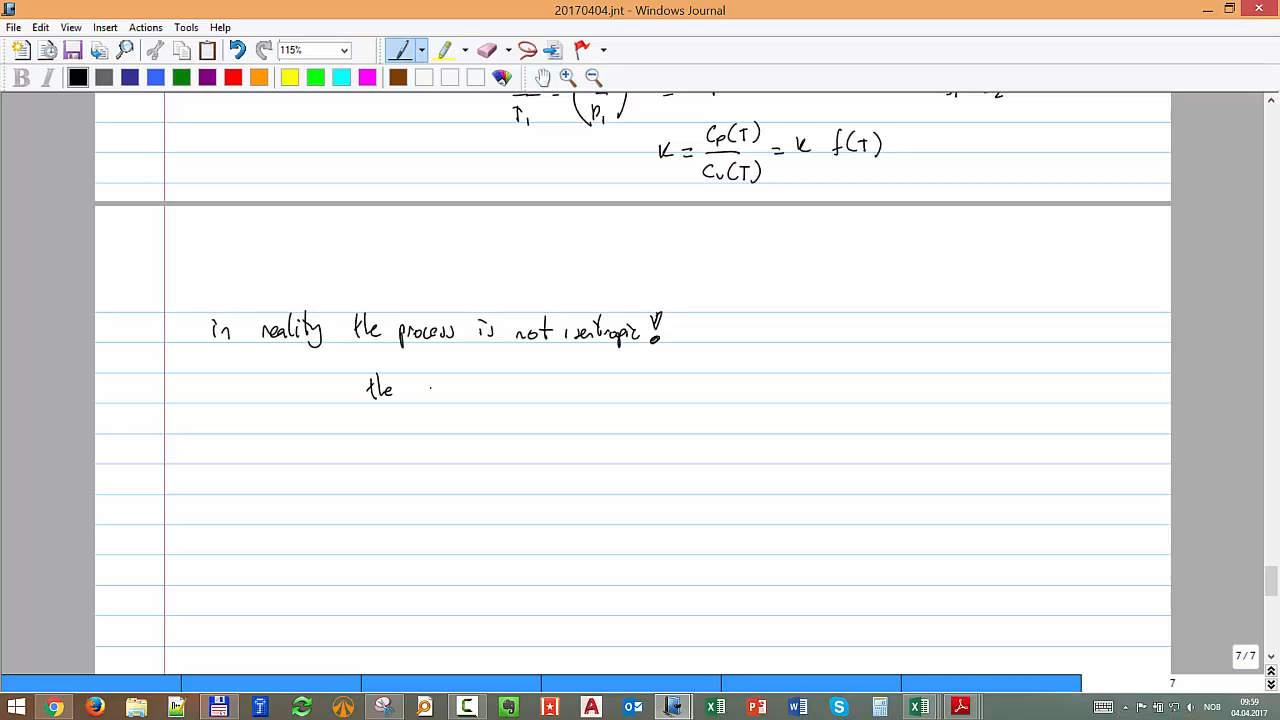 20170404.jnt - Windows Journal
File Edit View Insert Actions Tools Help
115%
B I
T1 = ( p1 ) =
k = Cp(T) / Cv(T) = k f(T)
in reality the process is not isentropic!
the
7/7
7
NOB
09:59
04.04.2017